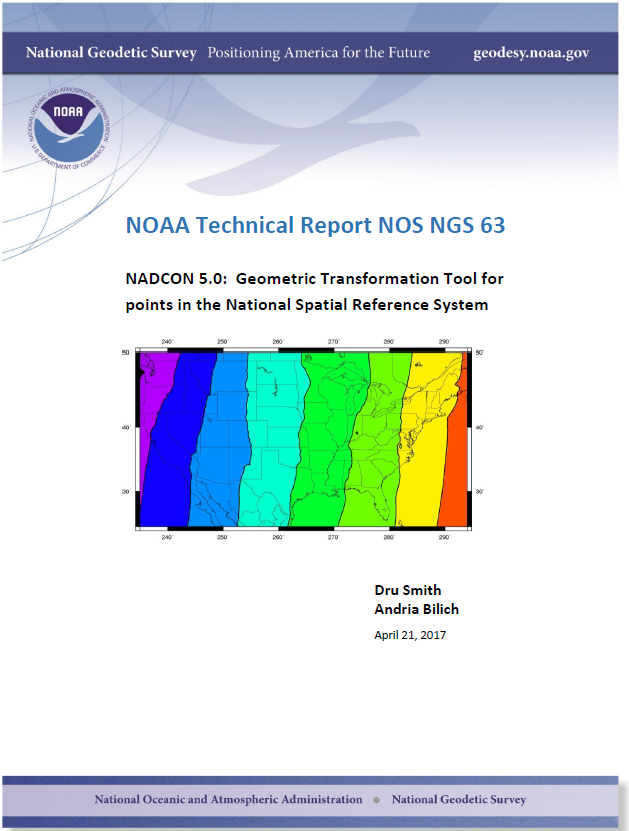 National Geodetic Survey Positioning America for the Future geodesy.noaa.gov
NATIONAL OCEANIC AND ATMOSPHERIC ADMINISTRATION
NOAA
U.S. DEPARTMENT OF COMMERCE
NOAA Technical Report NOS NGS 63
NADCON 5.0: Geometric Transformation Tool for
points in the National Spatial Reference System
240° 250° 260° 270° 280° 290°
50° 50°
40° 40°
30° 30°
240° 250° 260° 270° 280° 290°
Dru Smith
Andria Bilich
April 21, 2017
National Oceanic and Atmospheric Administration • National Geodetic Survey